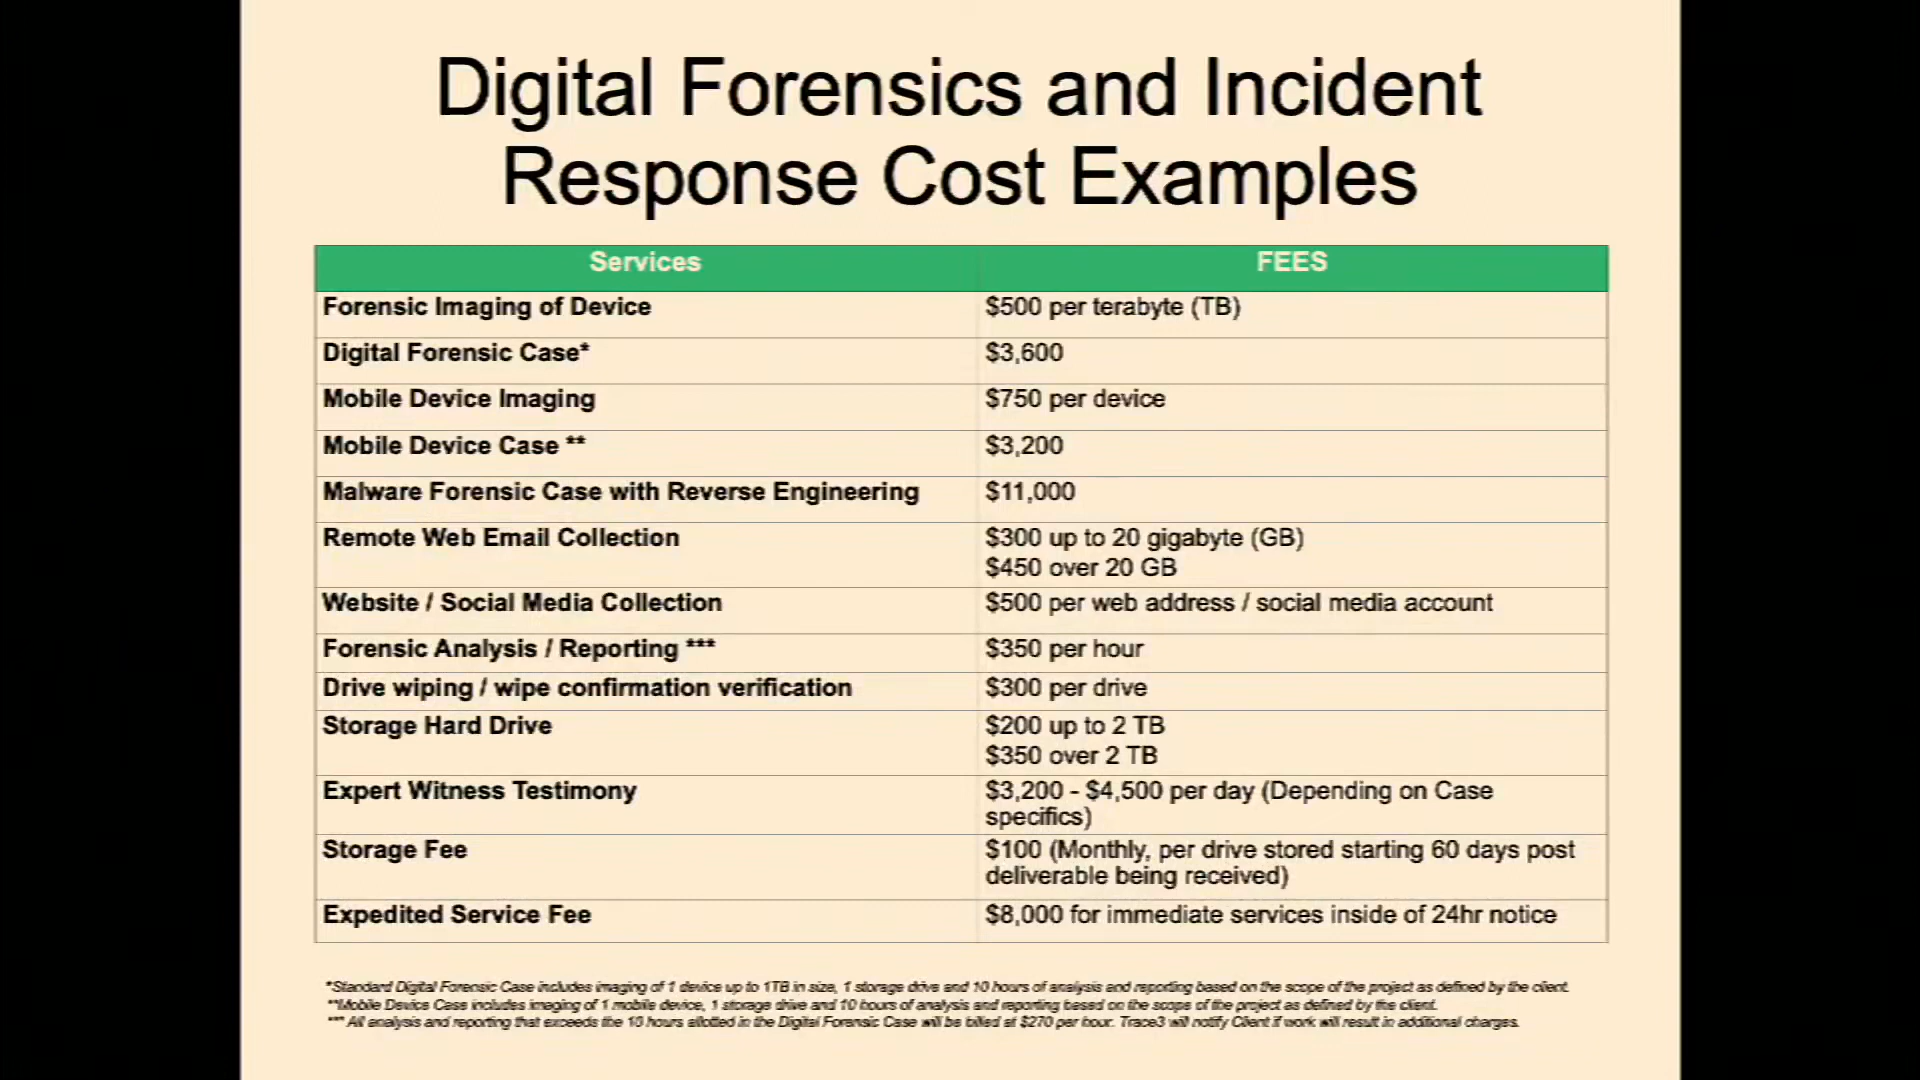 Digital Forensics and Incident
Response Cost Examples
Services FEES
Forensic Imaging of Device $500 per terabyte (TB)
Digital Forensic Case* $3,600
Mobile Device Imaging $750 per device
Mobile Device Case ** $3,200
Malware Forensic Case with Reverse Engineering $11,000
Remote Web Email Collection $300 up to 20 gigabyte (GB)
$450 over 20 GB
Website / Social Media Collection $500 per web address / social media account
Forensic Analysis / Reporting *** $350 per hour
Drive wiping / wipe confirmation verification $300 per drive
Storage Hard Drive $200 up to 2 TB
$350 over 2 TB
Expert Witness Testimony $3,200 - $4,500 per day (Depending on Case
specifics)
Storage Fee $100 (Monthly, per drive stored starting 60 days post
deliverable being received)
Expedited Service Fee $8,000 for immediate services inside of 24hr notice
*Standard Digital Forensic Case includes imaging of 1 device up to 1TB in size, 1 storage drive and 10 hours of analysis and reporting based on the scope of the project as defined by the client.
**Mobile Device Case includes imaging of 1 mobile device, 1 storage drive and 10 hours of analysis and reporting based on the scope of the project as defined by the client.
*** All analysis and reporting that exceeds the 10 hours allotted in the Digital Forensic Case will be billed at $270 per hour. Trace3 will notify Client if work will result in additional charges.